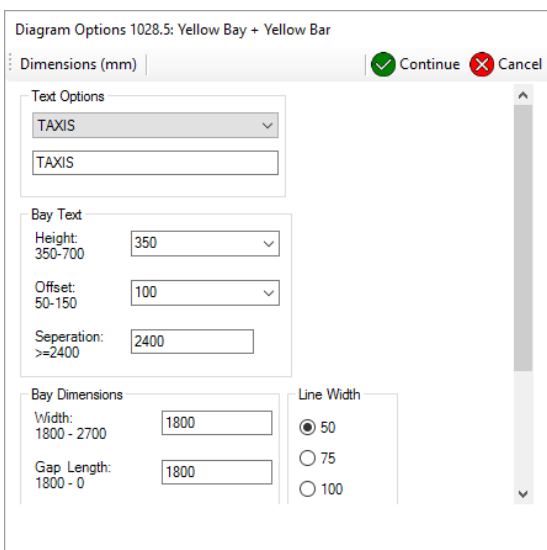 Diagram Options 1028.5: Yellow Bay + Yellow Bar
Dimensions (mm) Continue Cancel
Text Options
TAXIS
TAXIS
Bay Text
Height:
350-700
350
Offset:
50-150
100
Seperation:
>=2400
2400
Bay Dimensions
Width:
1800 - 2700
1800
Gap Length:
1800 - 0
1800
Line Width
50
75
100